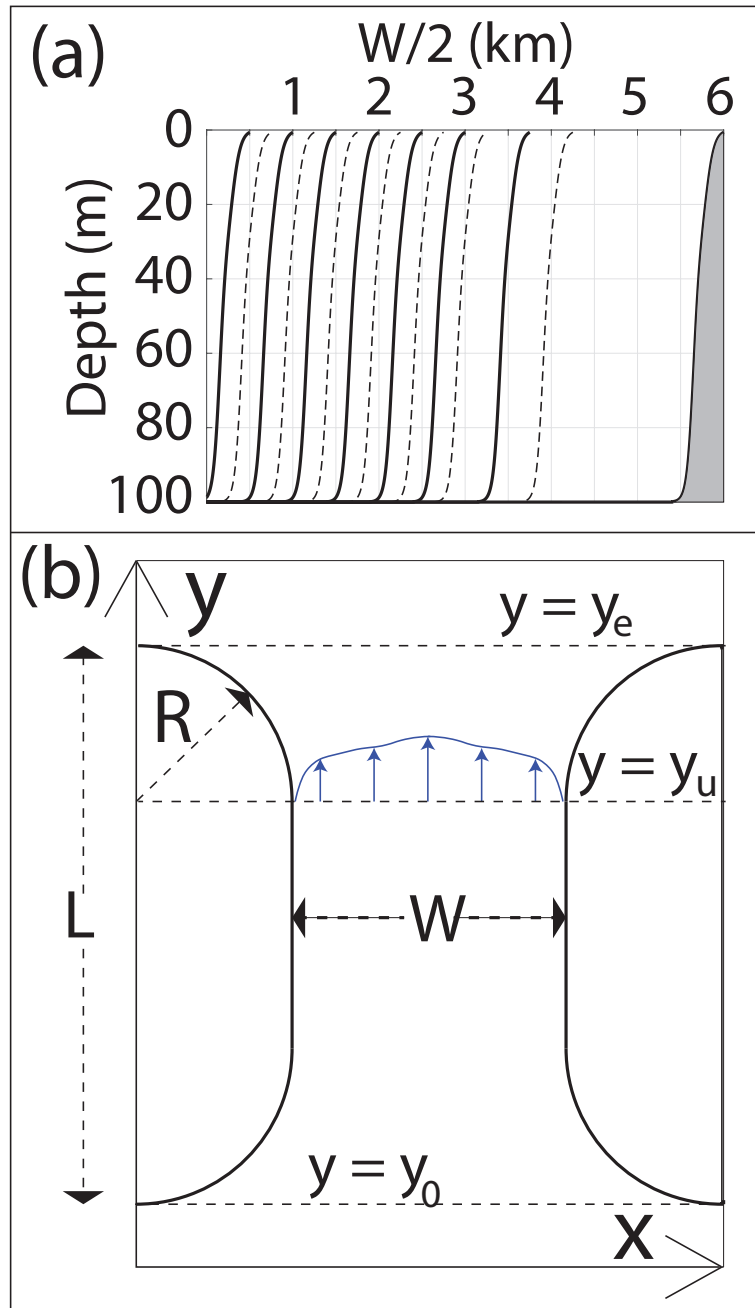 (a)
W/2 (km)
1 2 3 4 5 6
Depth (m)
0
20
40
60
80
100
(b)
y
y = yₑ
R
y = yᵤ
L
W
y = y₀
x